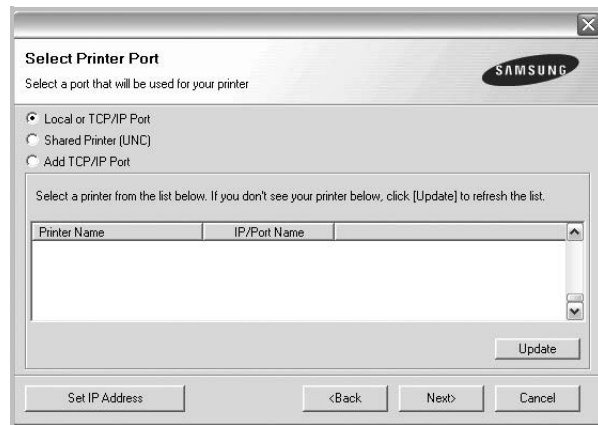 Select Printer Port
Select a port that will be used for your printer
SAMSUNG
Local or TCP/IP Port
Shared Printer (UNC)
Add TCP/IP Port
Select a printer from the list below. If you don't see your printer below, click [Update] to refresh the list.
Printer Name IP/Port Name
Update
Set IP Address <Back Next> Cancel